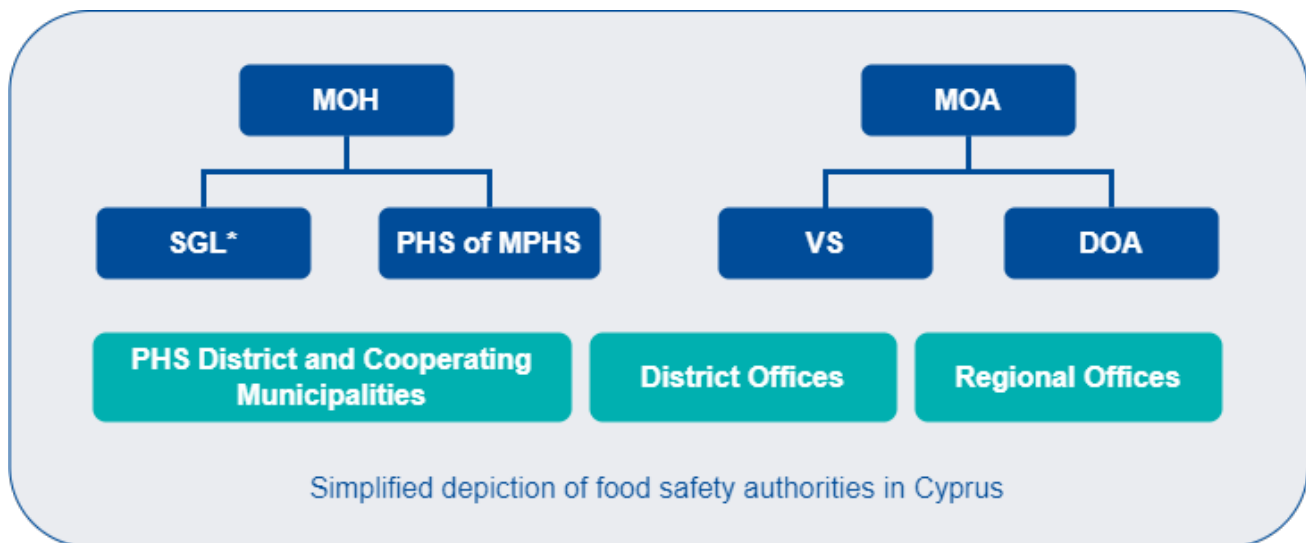 MOH
MOA
SGL*
PHS of MPHS
VS
DOA
PHS District and Cooperating
Municipalities
District Offices
Regional Offices
Simplified depiction of food safety authorities in Cyprus